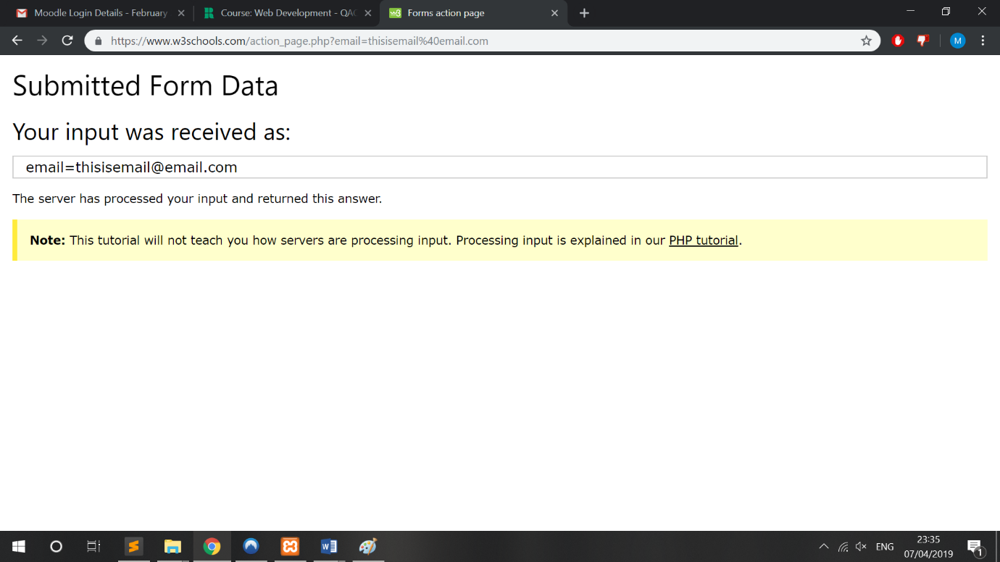 Moodle Login Details - February
Course: Web Development - QAC
Forms action page
https://www.w3schools.com/action_page.php?email=thisisemail%40email.com
M
Submitted Form Data
Your input was received as:
email=thisisemail@email.com
The server has processed your input and returned this answer.
Note: This tutorial will not teach you how servers are processing input. Processing input is explained in our PHP tutorial.
ENG
23:35
07/04/2019
1